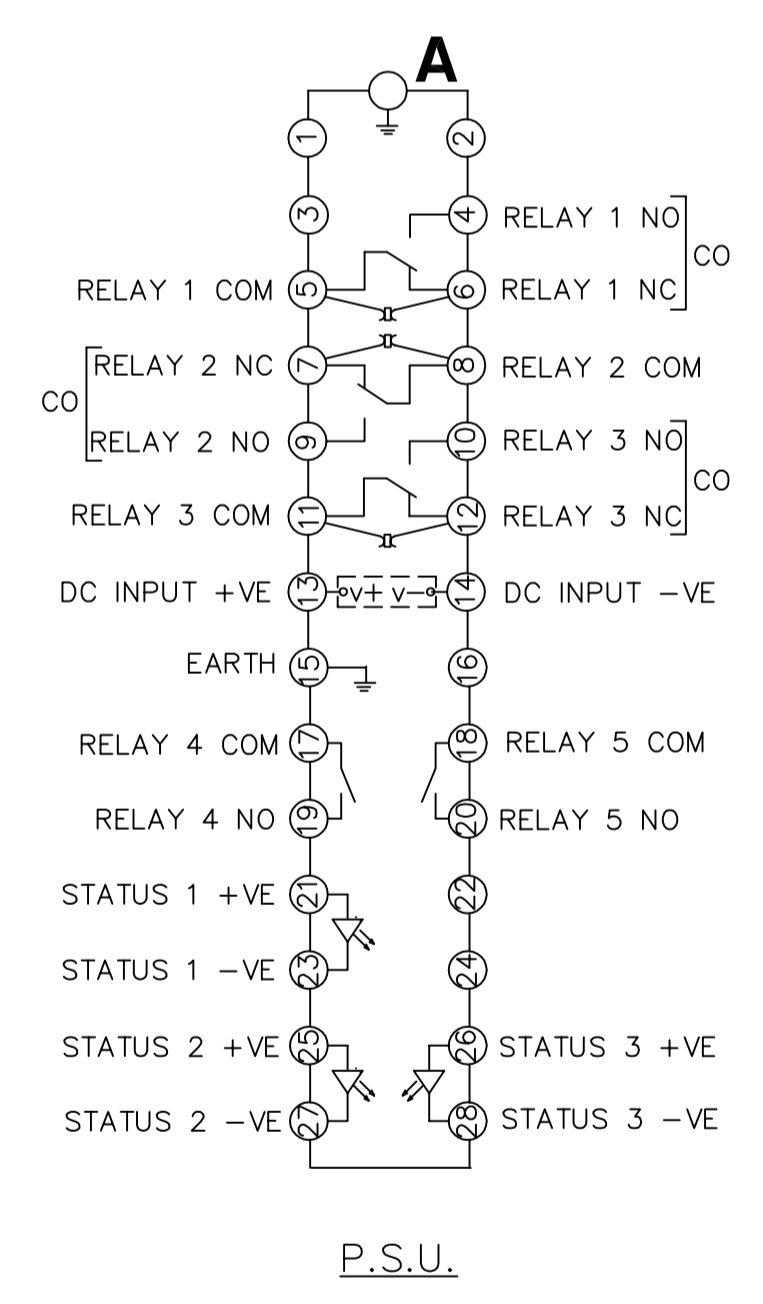 A
1 2
3 4 RELAY 1 NO
CO
RELAY 1 COM 5 6 RELAY 1 NC
RELAY 2 NC 7 8 RELAY 2 COM
CO
RELAY 2 NO 9 10 RELAY 3 NO
CO
RELAY 3 COM 11 12 RELAY 3 NC
DC INPUT +VE 13 V+ V− 14 DC INPUT −VE
EARTH 15 16
RELAY 4 COM 17 18 RELAY 5 COM
RELAY 4 NO 19 20 RELAY 5 NO
STATUS 1 +VE 21 22
STATUS 1 −VE 23 24
STATUS 2 +VE 25 26 STATUS 3 +VE
STATUS 2 −VE 27 28 STATUS 3 −VE
P.S.U.